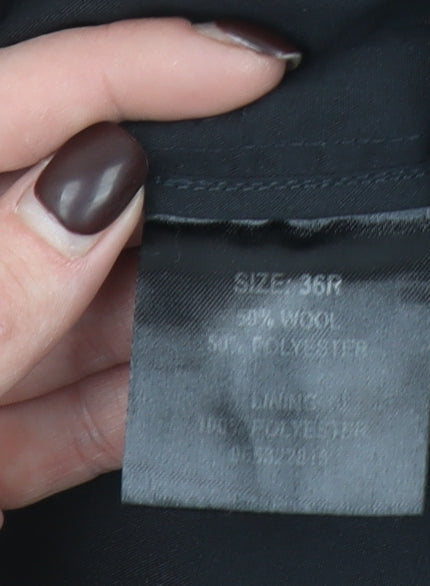 SIZE: 36R
50% WOOL
50% POLYESTER
LINING
100% POLYESTER